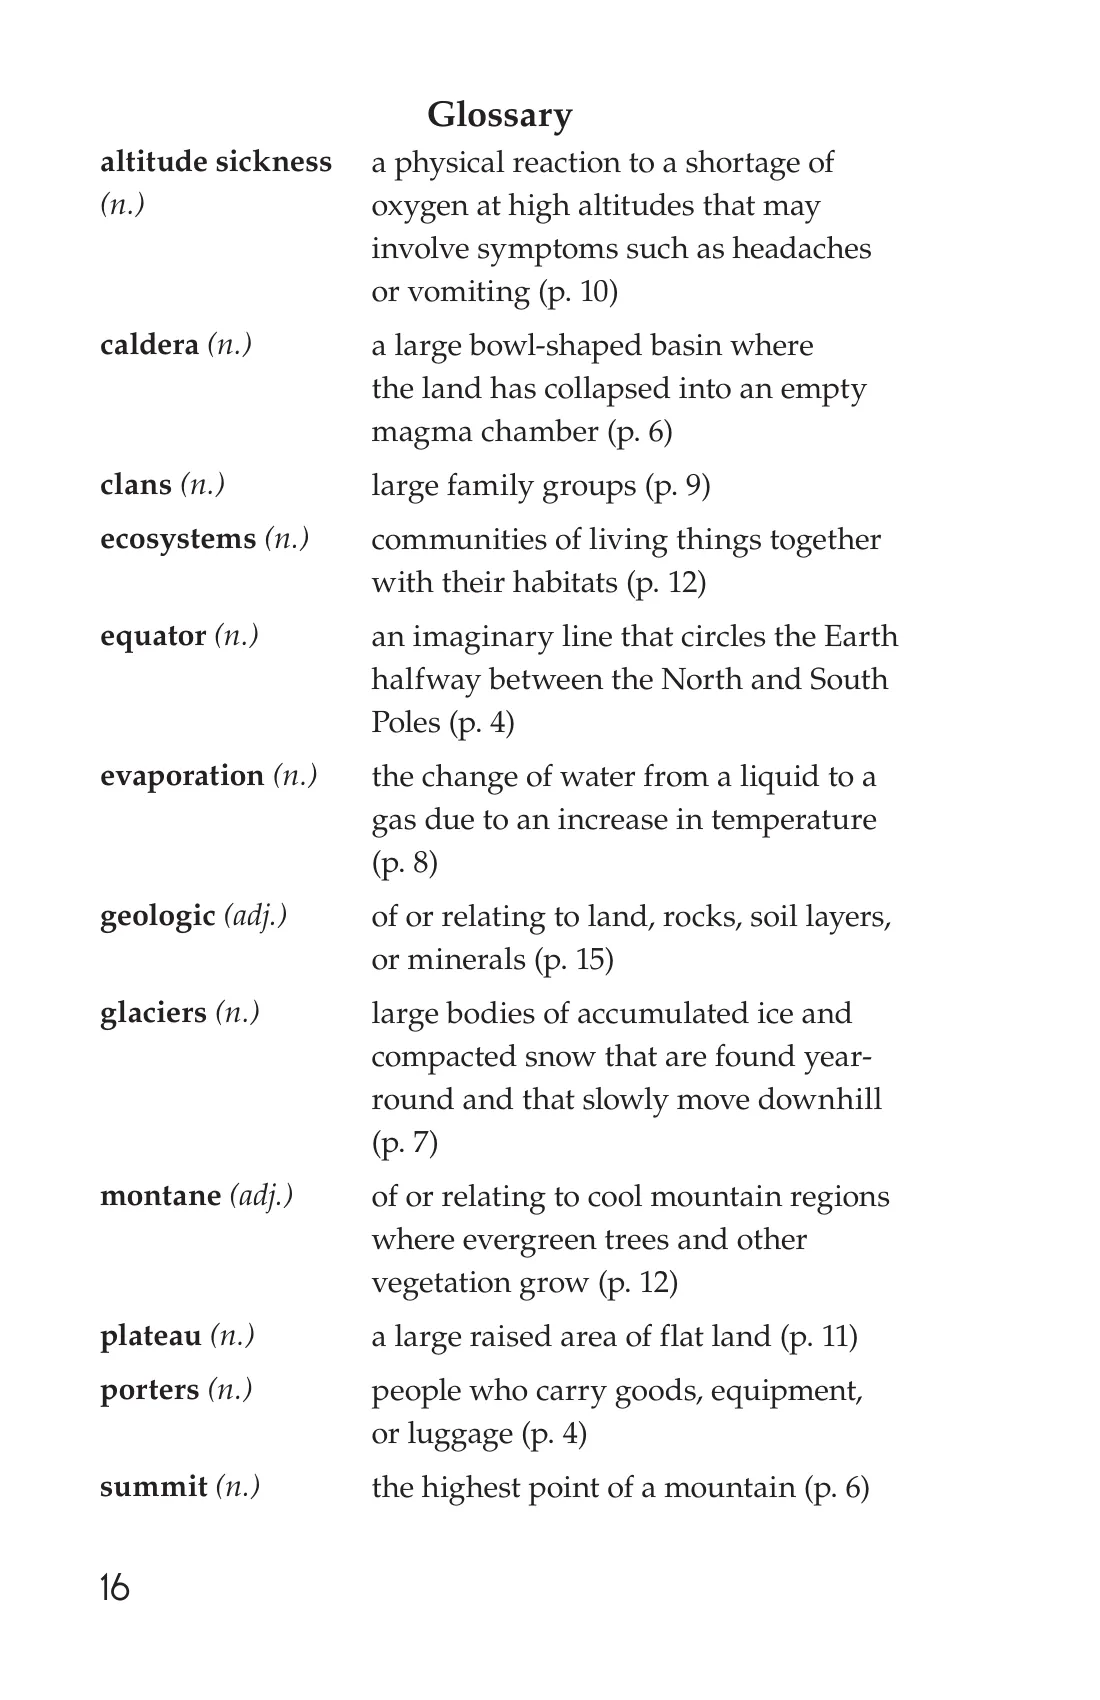 Glossary
altitude sickness a physical reaction to a shortage of
(n.) oxygen at high altitudes that may
involve symptoms such as headaches
or vomiting (p. 10)
caldera (n.) a large bowl-shaped basin where
the land has collapsed into an empty
magma chamber (p. 6)
clans (n.) large family groups (p. 9)
ecosystems (n.) communities of living things together
with their habitats (p. 12)
equator (n.) an imaginary line that circles the Earth
halfway between the North and South
Poles (p. 4)
evaporation (n.) the change of water from a liquid to a
gas due to an increase in temperature
(p. 8)
geologic (adj.) of or relating to land, rocks, soil layers,
or minerals (p. 15)
glaciers (n.) large bodies of accumulated ice and
compacted snow that are found year-
round and that slowly move downhill
(p. 7)
montane (adj.) of or relating to cool mountain regions
where evergreen trees and other
vegetation grow (p. 12)
plateau (n.) a large raised area of flat land (p. 11)
porters (n.) people who carry goods, equipment,
or luggage (p. 4)
summit (n.) the highest point of a mountain (p. 6)
16